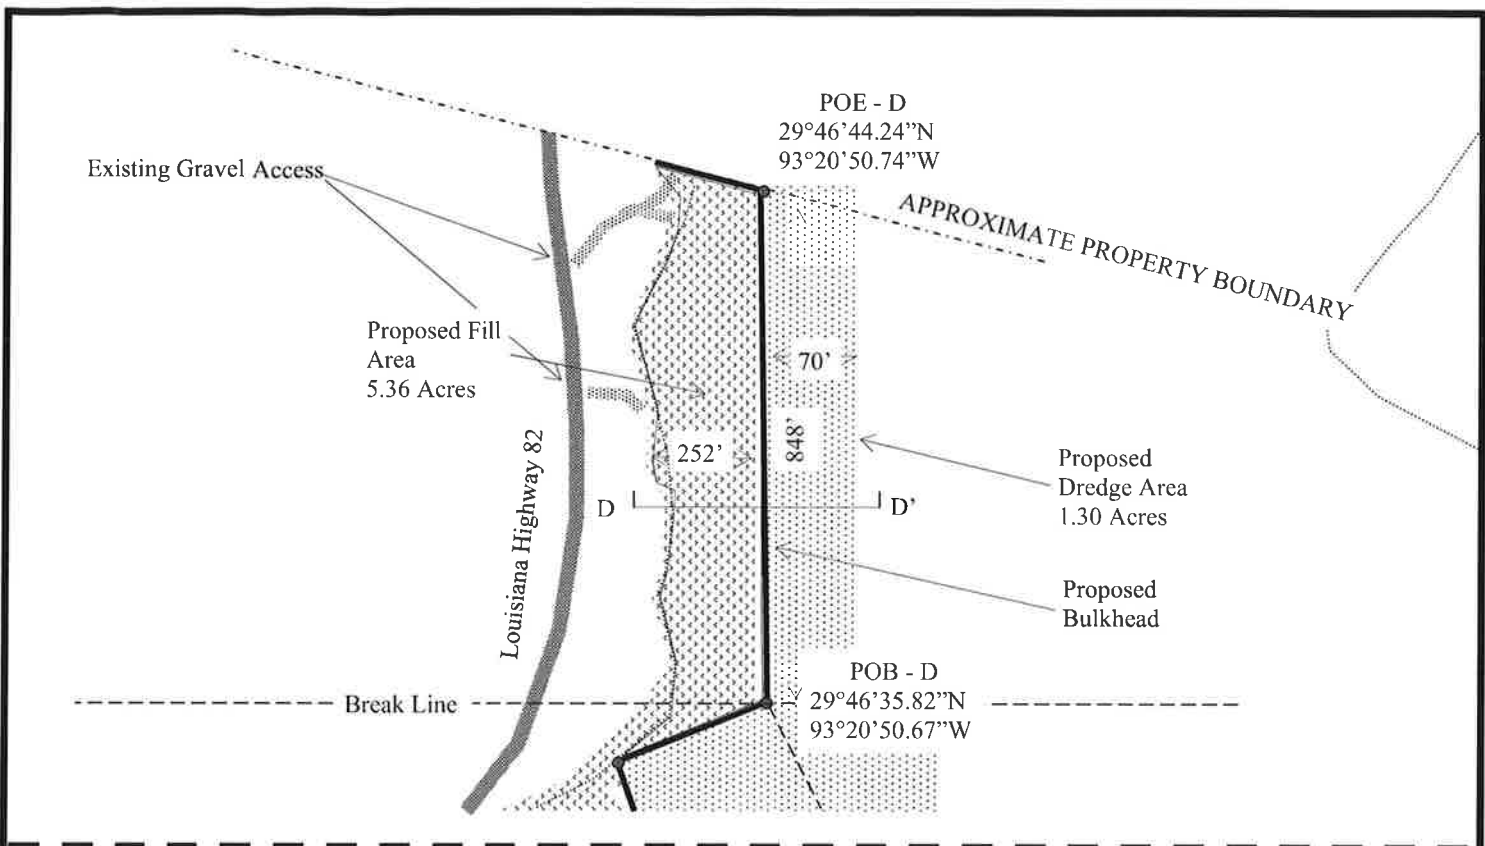 POE - D
29°46'44.24”N
93°20'50.74”W
Existing Gravel Access
APPROXIMATE PROPERTY BOUNDARY
Proposed Fill
Area
5.36 Acres
70'
848'
252'
Louisiana Highway 82
D
D'
Proposed
Dredge Area
1.30 Acres
Proposed
Bulkhead
POB - D
29°46'35.82”N
93°20'50.67”W
Break Line